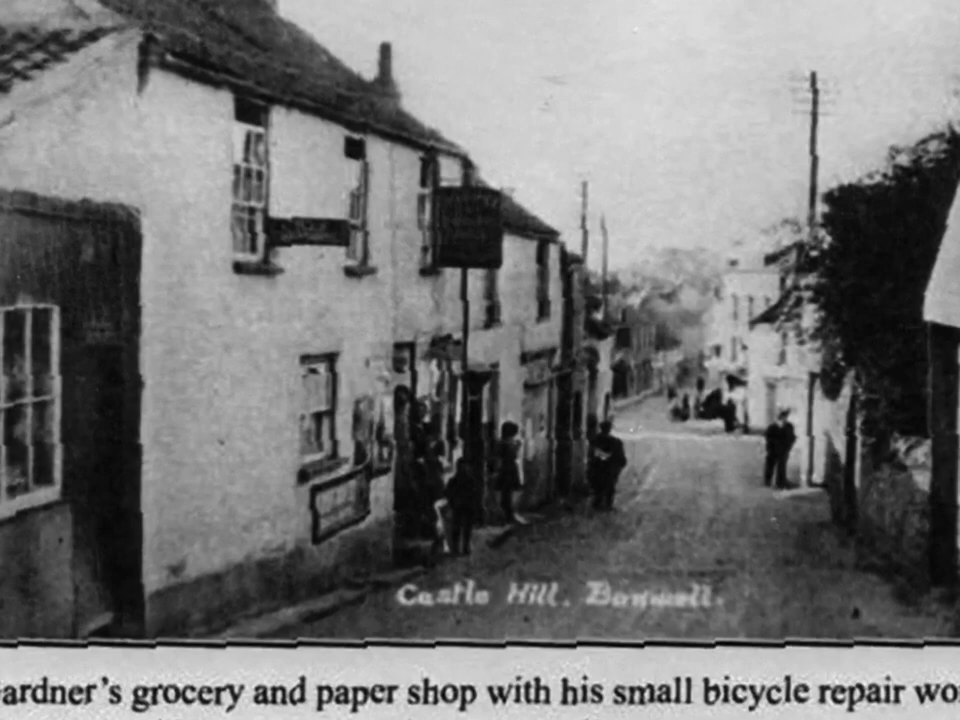 Castle Hill. Banwell.
ardner's grocery and paper shop with his small bicycle repair wo